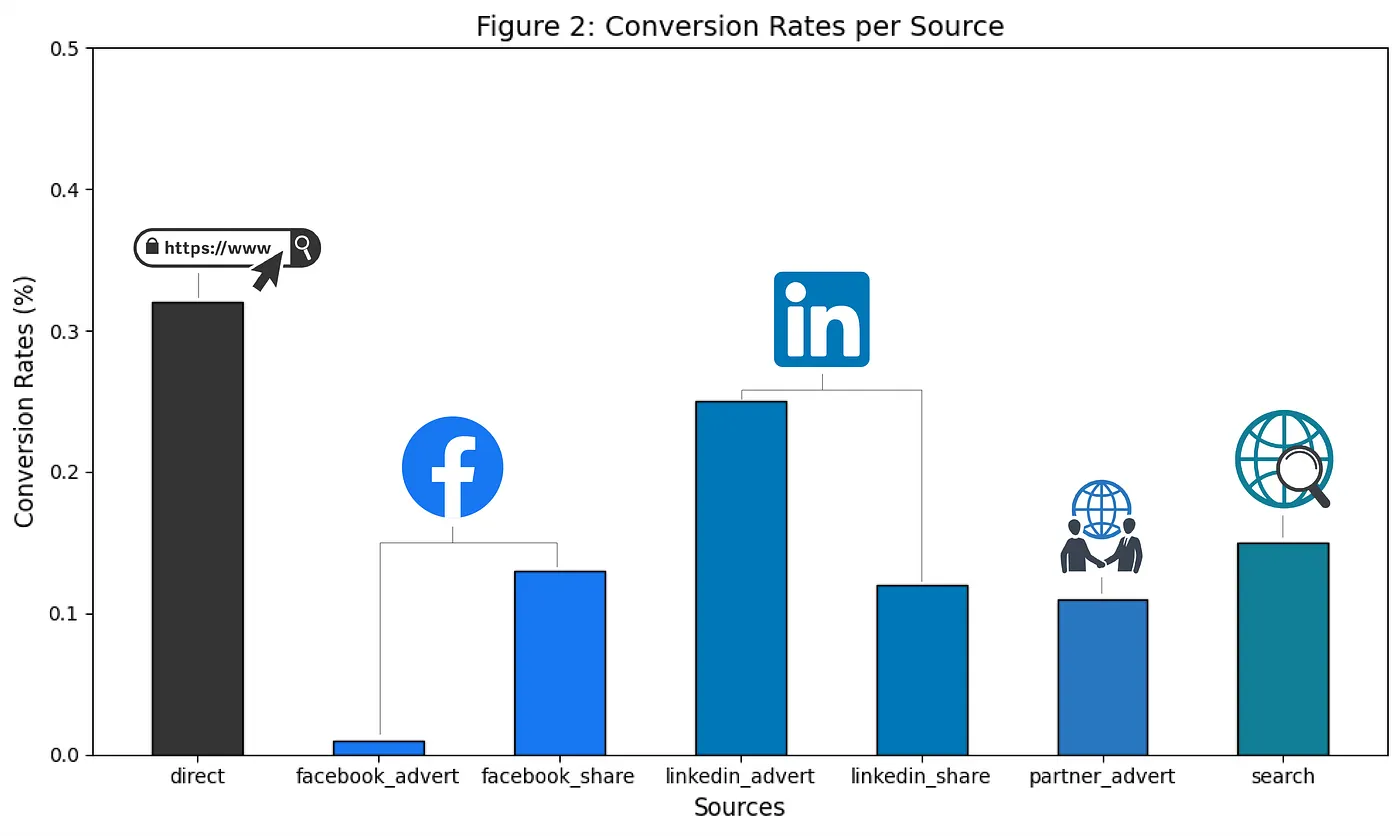 Figure 2: Conversion Rates per Source
Conversion Rates (%)
0.5
0.4
0.3
0.2
0.1
0.0
https://www
in
direct
facebook_advert
facebook_share
linkedin_advert
linkedin_share
partner_advert
search
Sources